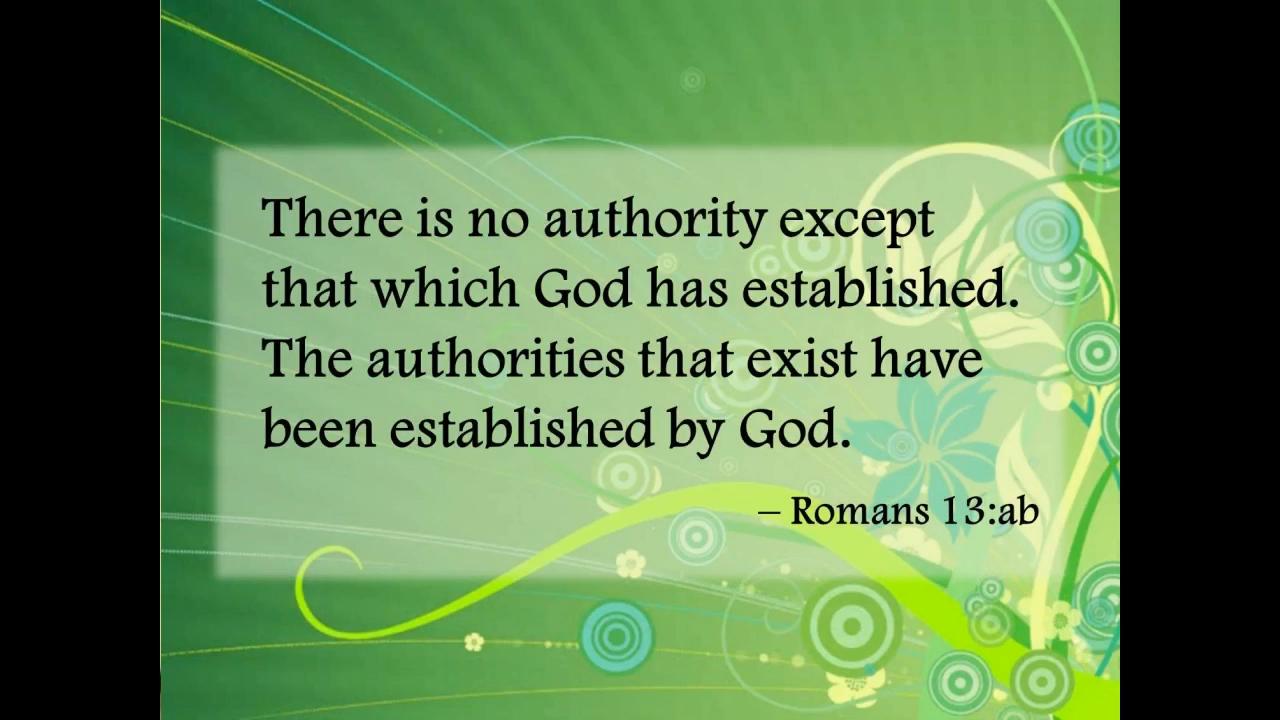 There is no authority except
that which God has established.
The authorities that exist have
been established by God.
– Romans 13:ab